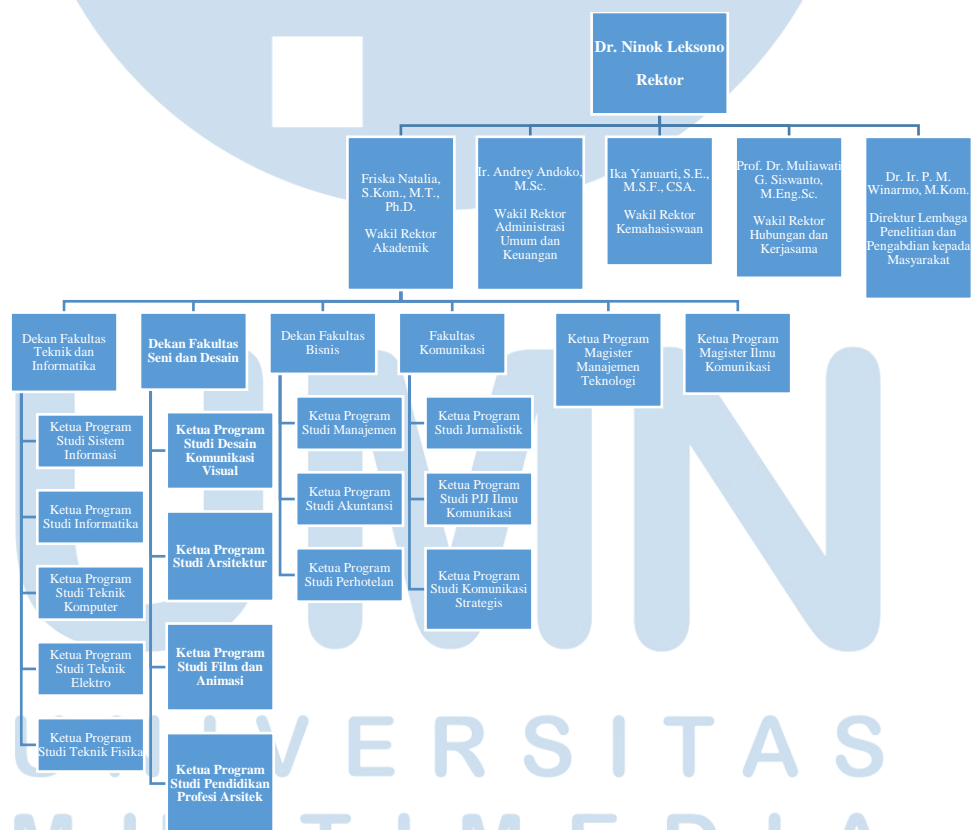 Dr. Ninok Leksono
Rektor
Friska Natalia,
S.Kom., M.T.,
Ph.D.
Wakil Rektor
Akademik
Ir. Andrey Andoko,
M.Sc.
Wakil Rektor
Administrasi
Umum dan
Keuangan
Ika Yanuarti, S.E.,
M.S.F., CSA.
Wakil Rektor
Kemahasiswaan
Prof. Dr. Muliawati
G. Siswanto,
M.Eng.Sc.
Wakil Rektor
Hubungan dan
Kerjasama
Dr. Ir. P. M.
Winarmo, M.Kom.
Direktur Lembaga
Penelitian dan
Pengabdian kepada
Masyarakat
Dekan Fakultas
Teknik dan
Informatika
Ketua Program
Studi Sistem
Informasi
Ketua Program
Studi Informatika
Ketua Program
Studi Teknik
Komputer
Ketua Program
Studi Teknik
Elektro
Ketua Program
Studi Teknik Fisika
Dekan Fakultas
Seni dan Desain
Ketua Program
Studi Desain
Komunikasi
Visual
Ketua Program
Studi Arsitektur
Ketua Program
Studi Film dan
Animasi
Ketua Program
Studi Pendidikan
Profesi Arsitek
Dekan Fakultas
Bisnis
Ketua Program
Studi Manajemen
Ketua Program
Studi Akuntansi
Ketua Program
Studi Perhotelan
Fakultas
Komunikasi
Ketua Program
Studi Jurnalistik
Ketua Program
Studi PJJ Ilmu
Komunikasi
Ketua Program
Studi Komunikasi
Strategis
Ketua Program
Magister
Manajemen
Teknologi
Ketua Program
Magister Ilmu
Komunikasi
UMN
UNIVERSITAS
MULTIMEDIA